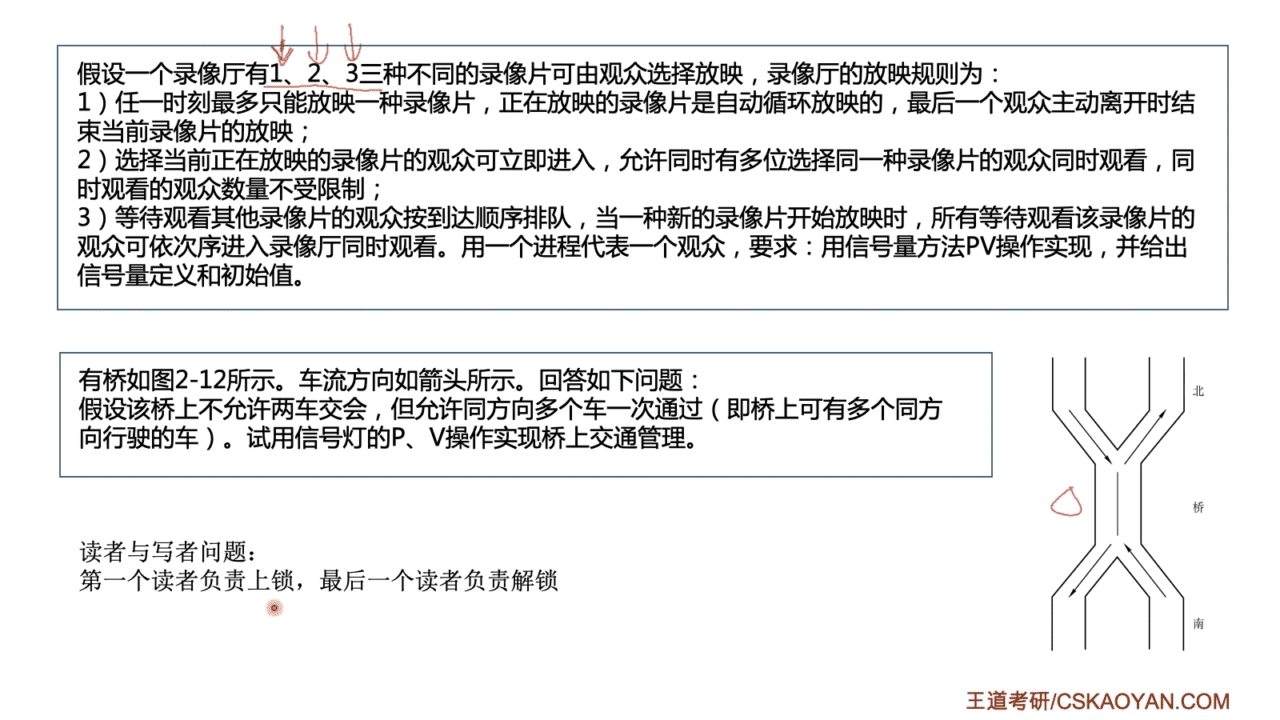 假设一个录像厅有1、2、3三种不同的录像片可由观众选择放映，录像厅的放映规则为：
1）任一时刻最多只能放映一种录像片，正在放映的录像片是自动循环放映的，最后一个观众主动离开时结
束当前录像片的放映；
2）选择当前正在放映的录像片的观众可立即进入，允许同时有多位选择同一种录像片的观众同时观看，同
时观看的观众数量不受限制；
3）等待观看其他录像片的观众按到达顺序排队，当一种新的录像片开始放映时，所有等待观看该录像片的
观众可依次序进入录像厅同时观看。用一个进程代表一个观众，要求：用信号量方法PV操作实现，并给出
信号量定义和初始值。
有桥如图2-12所示。车流方向如箭头所示。回答如下问题：
假设该桥上不允许两车交会，但允许同方向多个车一次通过（即桥上可有多个同方
向行驶的车）。试用信号灯的P、V操作实现桥上交通管理。
北
桥
南
读者与写者问题：
第一个读者负责上锁，最后一个读者负责解锁
王道考研/CSKAOYAN.COM